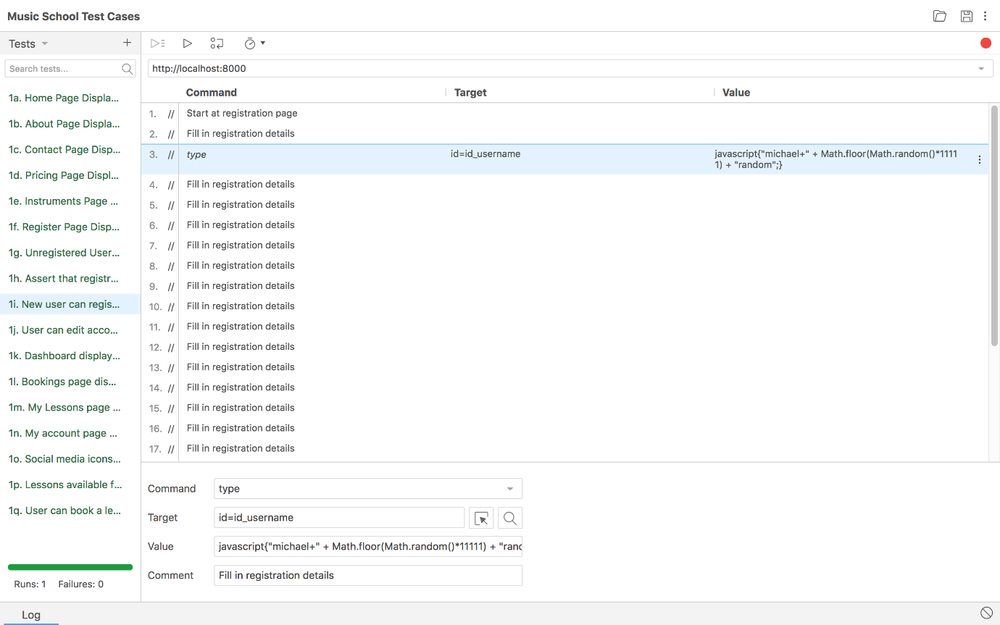 Music School Test Cases
Tests
Search tests...
1a. Home Page Displa...
1b. About Page Displa...
1c. Contact Page Disp...
1d. Pricing Page Displ...
1e. Instruments Page ...
1f. Register Page Disp...
1g. Unregistered User...
1h. Assert that registr...
1i. New user can regis...
1j. User can edit acco...
1k. Dashboard display...
1l. Bookings page dis...
1m. My Lessons page ...
1n. My account page ...
1o. Social media icons...
1p. Lessons available f...
1q. User can book a le...
Runs: 1 Failures: 0
http://localhost:8000
Command Target Value
1. // Start at registration page
2. // Fill in registration details
3. // type id=id_username javascript{"michael+" + Math.floor(Math.random()*1111
1) + "random";}
4. // Fill in registration details
5. // Fill in registration details
6. // Fill in registration details
7. // Fill in registration details
8. // Fill in registration details
9. // Fill in registration details
10. // Fill in registration details
11. // Fill in registration details
12. // Fill in registration details
13. // Fill in registration details
14. // Fill in registration details
15. // Fill in registration details
16. // Fill in registration details
17. // Fill in registration details
Command type
Target id=id_username
Value javascript{"michael+" + Math.floor(Math.random()*11111) + "ranc
Comment Fill in registration details
Log